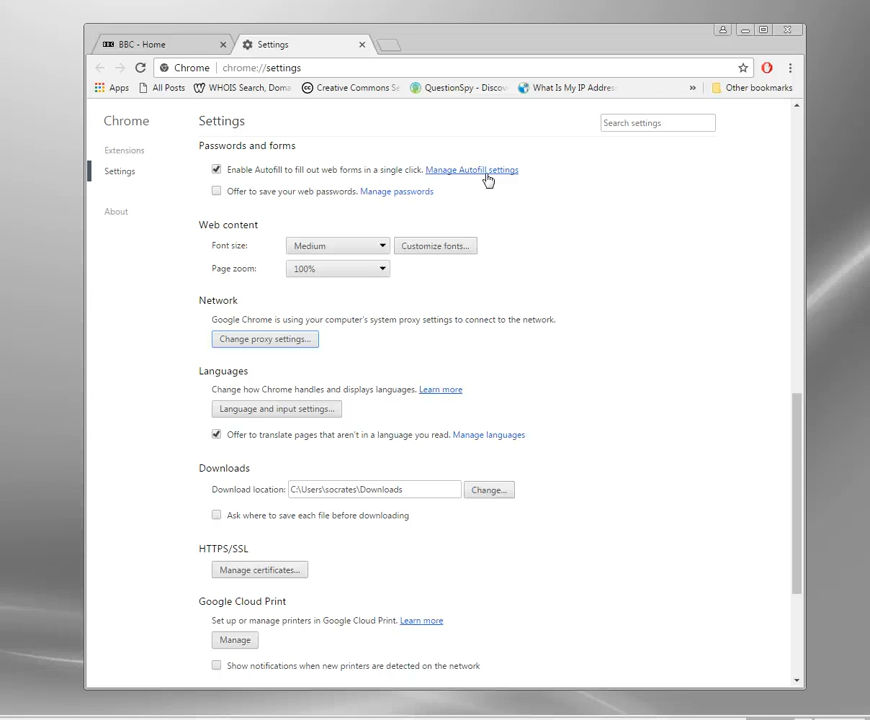 BBC BBC - Home
Settings
Chrome chrome://settings
Apps All Posts WHOIS Search, Doma Creative Commons Se QuestionSpy - Discov What Is My IP Addres » Other bookmarks
Chrome
Settings
Search settings
Extensions
Settings
About
Passwords and forms
Enable Autofill to fill out web forms in a single click. Manage Autofill settings
Offer to save your web passwords. Manage passwords
Web content
Font size: Medium Customize fonts...
Page zoom: 100%
Network
Google Chrome is using your computer's system proxy settings to connect to the network.
Change proxy settings...
Languages
Change how Chrome handles and displays languages. Learn more
Language and input settings...
Offer to translate pages that aren't in a language you read. Manage languages
Downloads
Download location: C:\Users\socrates\Downloads Change...
Ask where to save each file before downloading
HTTPS/SSL
Manage certificates...
Google Cloud Print
Set up or manage printers in Google Cloud Print. Learn more
Manage
Show notifications when new printers are detected on the network